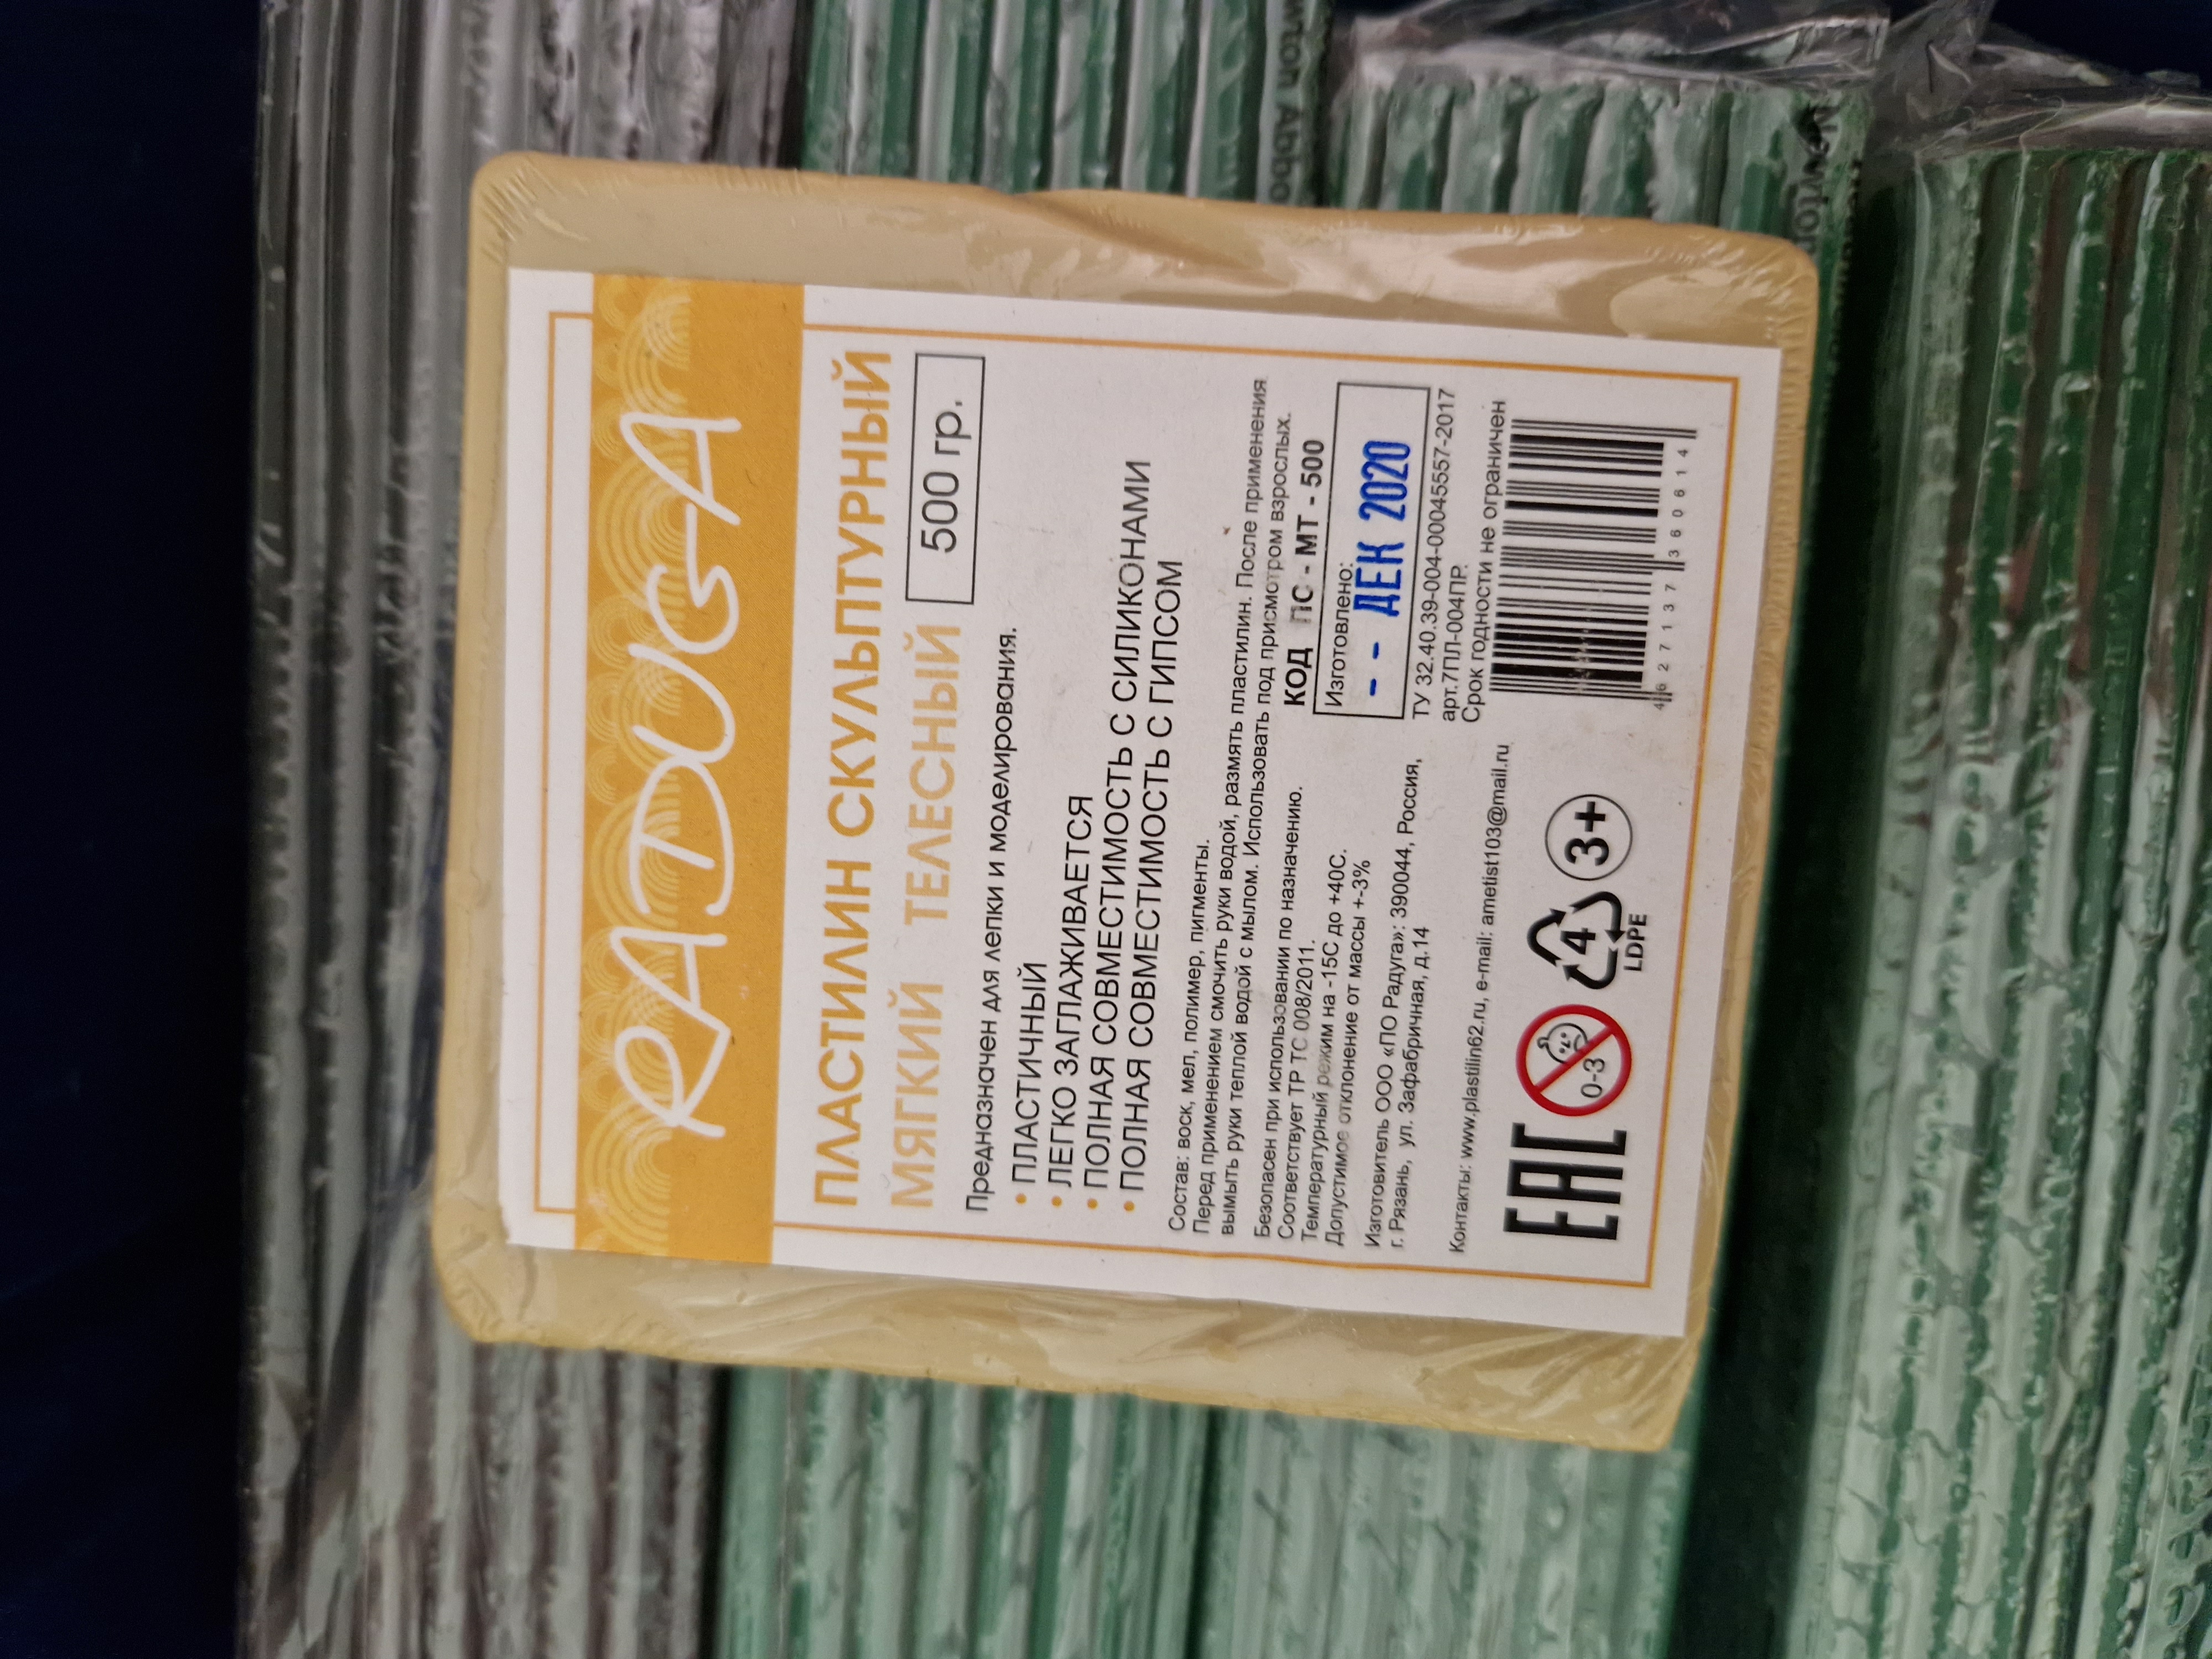 RADUGA
ПЛАСТИЛИН СКУЛЬПТУРНЫЙ
МЯГКИЙ ТЕЛЕСНЫЙ
500 гр.
Предназначен для лепки и моделирования.
• ПЛАСТИЧНЫЙ
• ЛЕГКО ЗАГЛАЖИВАЕТСЯ
• ПОЛНАЯ СОВМЕСТИМОСТЬ С СИЛИКОНАМИ
• ПОЛНАЯ СОВМЕСТИМОСТЬ С ГИПСОМ
Состав: воск, мел, полимер, пигменты.
Перед применением смочить руки водой, размять пластилин. После применения
вымыть руки теплой водой с мылом. Использовать под присмотром взрослых.
Безопасен при использовании по назначению.
Соответствует ТР ТС 008/2011.
Температурный режим на -15С до +40С.
Допустимое отклонение от массы +-3%
Изготовитель ООО «ПО Радуга»: 390044, Россия,
г. Рязань, ул. Зафабричная, д.14
Контакты: www.plastilin62.ru, e-mail: ametist103@mail.ru
КОД ПС - МТ - 500
Изготовлено:
- - ДЕК 2020
ТУ 32.40.39-004-00045557-2017
арт.7ПЛ-004ПР.
Срок годности не ограничен
4 627137 360614
EAC
0-3
4
LDPE
3+